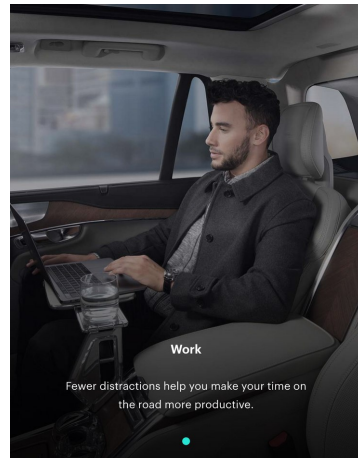 Work
Fewer distractions help you make your time on
the road more productive.